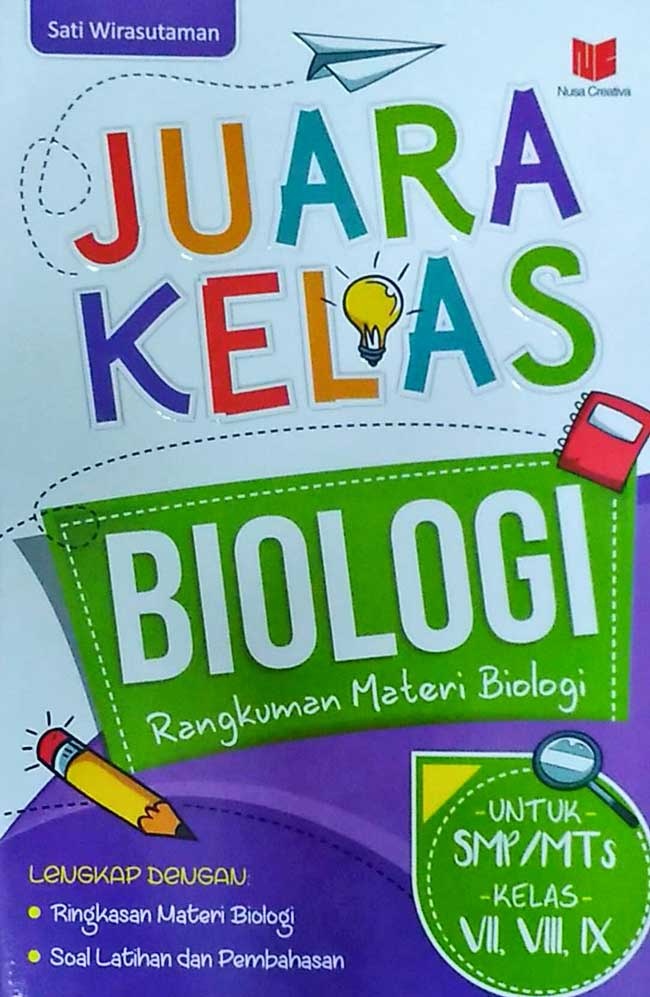 Sati Wirasutaman
Nusa Creativa
JUARA
KELAS
BIOLOGI
Rangkuman Materi Biologi
-UNTUK-
SMP/MTs
-KELAS-
VII, VIII, IX
LENGKAP DENGAN:
• Ringkasan Materi Biologi
• Soal Latihan dan Pembahasan